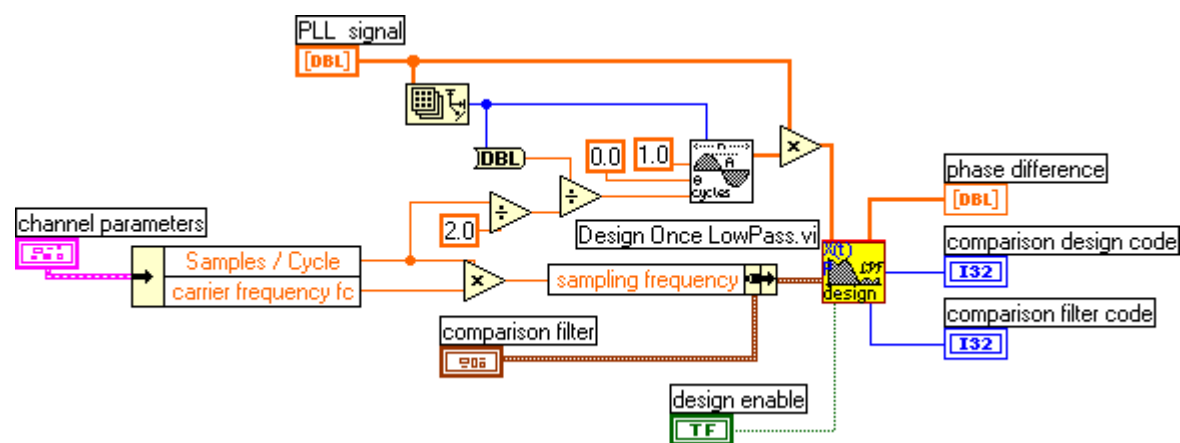 PLL signal
[DBL]
DBL
0.0
1.0
n
A
θ
cycles
×
÷
÷
2.0
channel parameters
Samples / Cycle
carrier frequency fc
×
sampling frequency
Design Once LowPass.vi
X(t)
LPF
design
phase difference
[DBL]
comparison design code
I32
comparison filter code
I32
comparison filter
design enable
TF